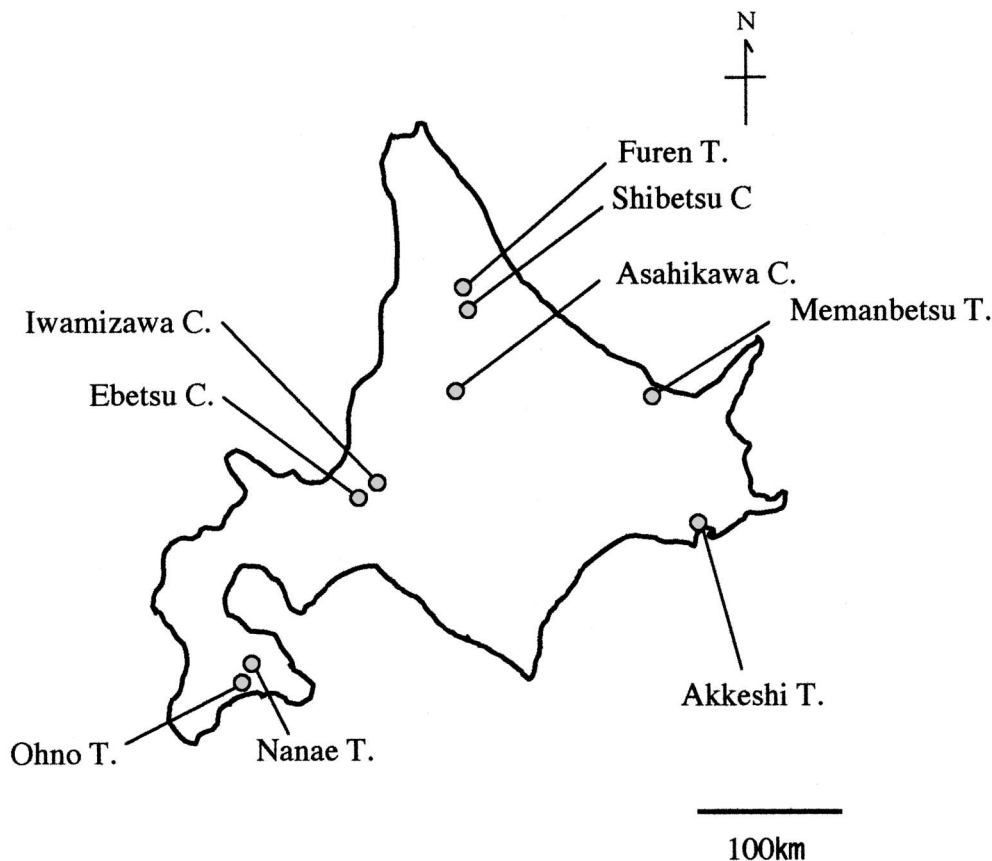 N
Furen T.
Shibetsu C
Asahikawa C.
Memanbetsu T.
Iwamizawa C.
Ebetsu C.
Akkeshi T.
Ohno T.
Nanae T.
100km